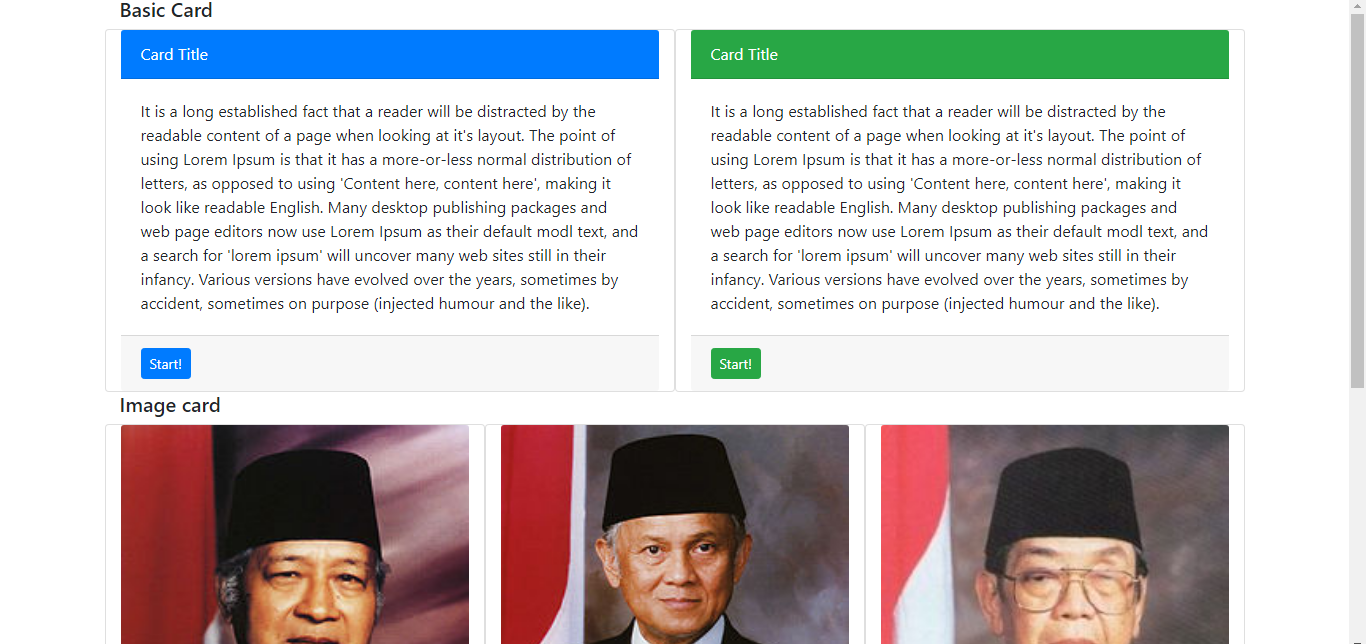 Basic Card
Card Title
It is a long established fact that a reader will be distracted by the
readable content of a page when looking at it's layout. The point of
using Lorem Ipsum is that it has a more-or-less normal distribution of
letters, as opposed to using 'Content here, content here', making it
look like readable English. Many desktop publishing packages and
web page editors now use Lorem Ipsum as their default modl text, and
a search for 'lorem ipsum' will uncover many web sites still in their
infancy. Various versions have evolved over the years, sometimes by
accident, sometimes on purpose (injected humour and the like).
Start!
Card Title
It is a long established fact that a reader will be distracted by the
readable content of a page when looking at it's layout. The point of
using Lorem Ipsum is that it has a more-or-less normal distribution of
letters, as opposed to using 'Content here, content here', making it
look like readable English. Many desktop publishing packages and
web page editors now use Lorem Ipsum as their default modl text, and
a search for 'lorem ipsum' will uncover many web sites still in their
infancy. Various versions have evolved over the years, sometimes by
accident, sometimes on purpose (injected humour and the like).
Start!
Image card